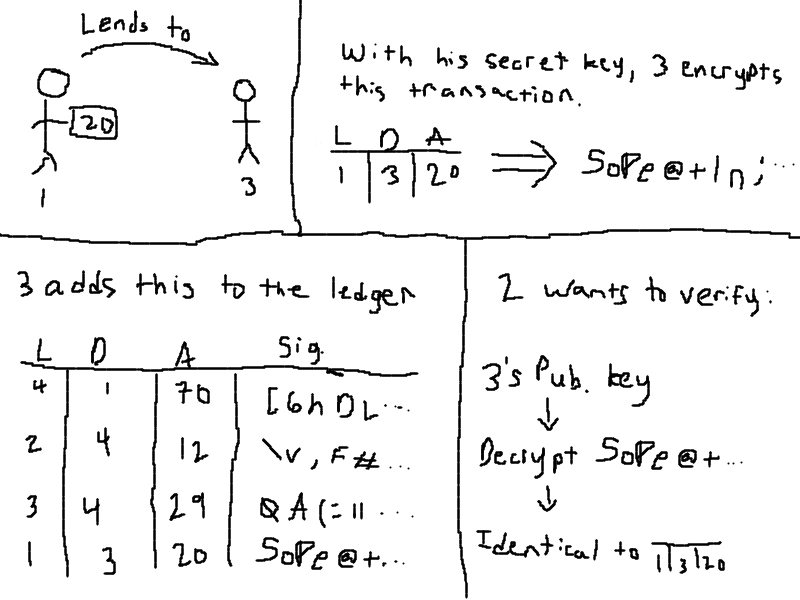 Lends to
20
1
3
With his secret key, 3 encrypts
this transaction.
L D A
1 3 20
SoPe@+ln;...
3 adds this to the ledger
L D A Sig.
4 1 70 [6hDL...
2 4 12 \v,F#...
3 4 29 QA(=11...
1 3 20 SoPe@+...
2 wants to verify:
3's Pub. key
Decrypt SoPe@+...
Identical to 1|3|20